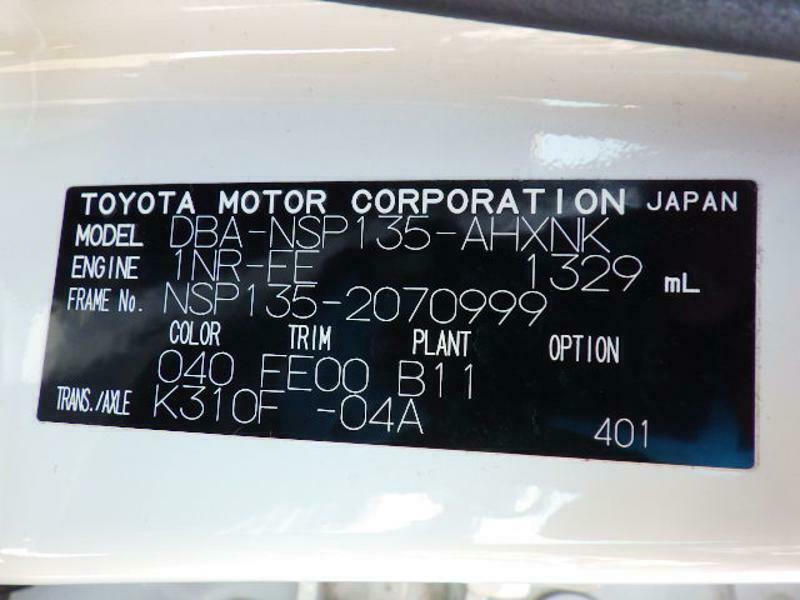 TOYOTA MOTOR CORPORATION JAPAN
MODEL DBA-NSP135-AHXNK
ENGINE 1NR-FE 1329 mL
FRAME No. NSP135-2070999
COLOR TRIM PLANT OPTION
040 FE00 B11
TRANS./AXLE K310F -04A
401